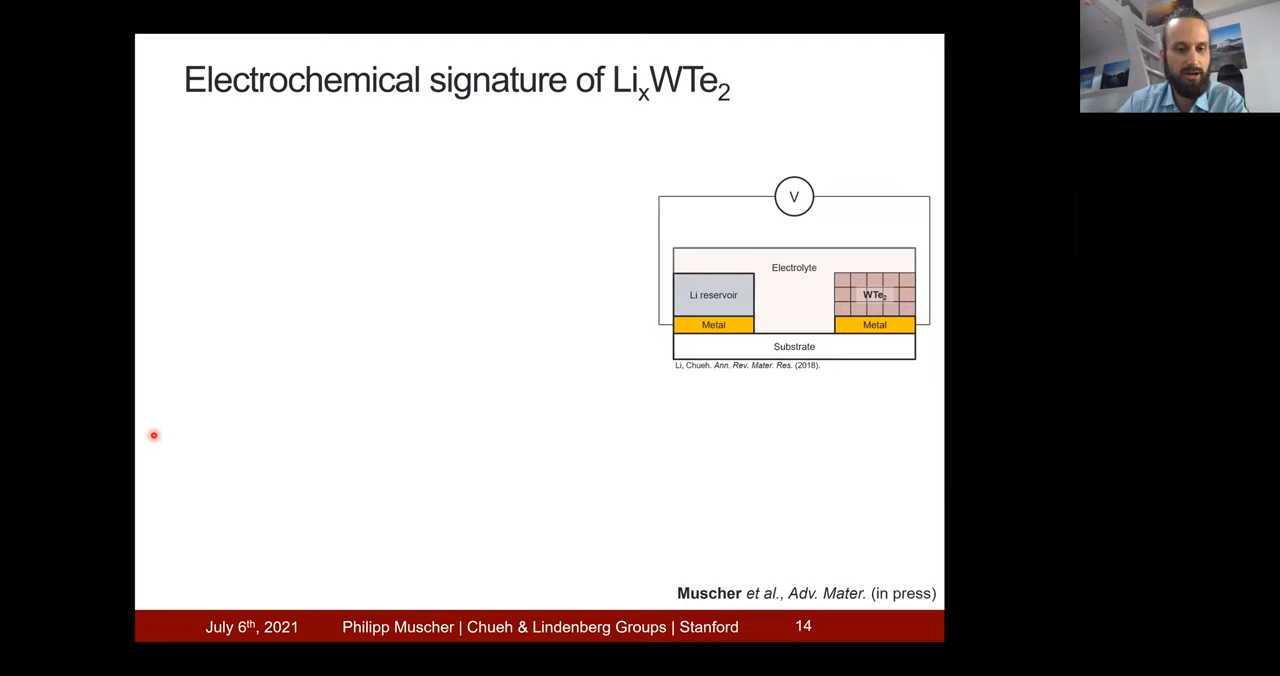 Electrochemical signature of LiₓWTe₂
V
Electrolyte
Li reservoir
WTe₂
Metal
Metal
Substrate
Li, Chueh. Ann. Rev. Mater. Res. (2018).
Muscher et al., Adv. Mater. (in press)
July 6th, 2021 Philipp Muscher | Chueh & Lindenberg Groups | Stanford 14